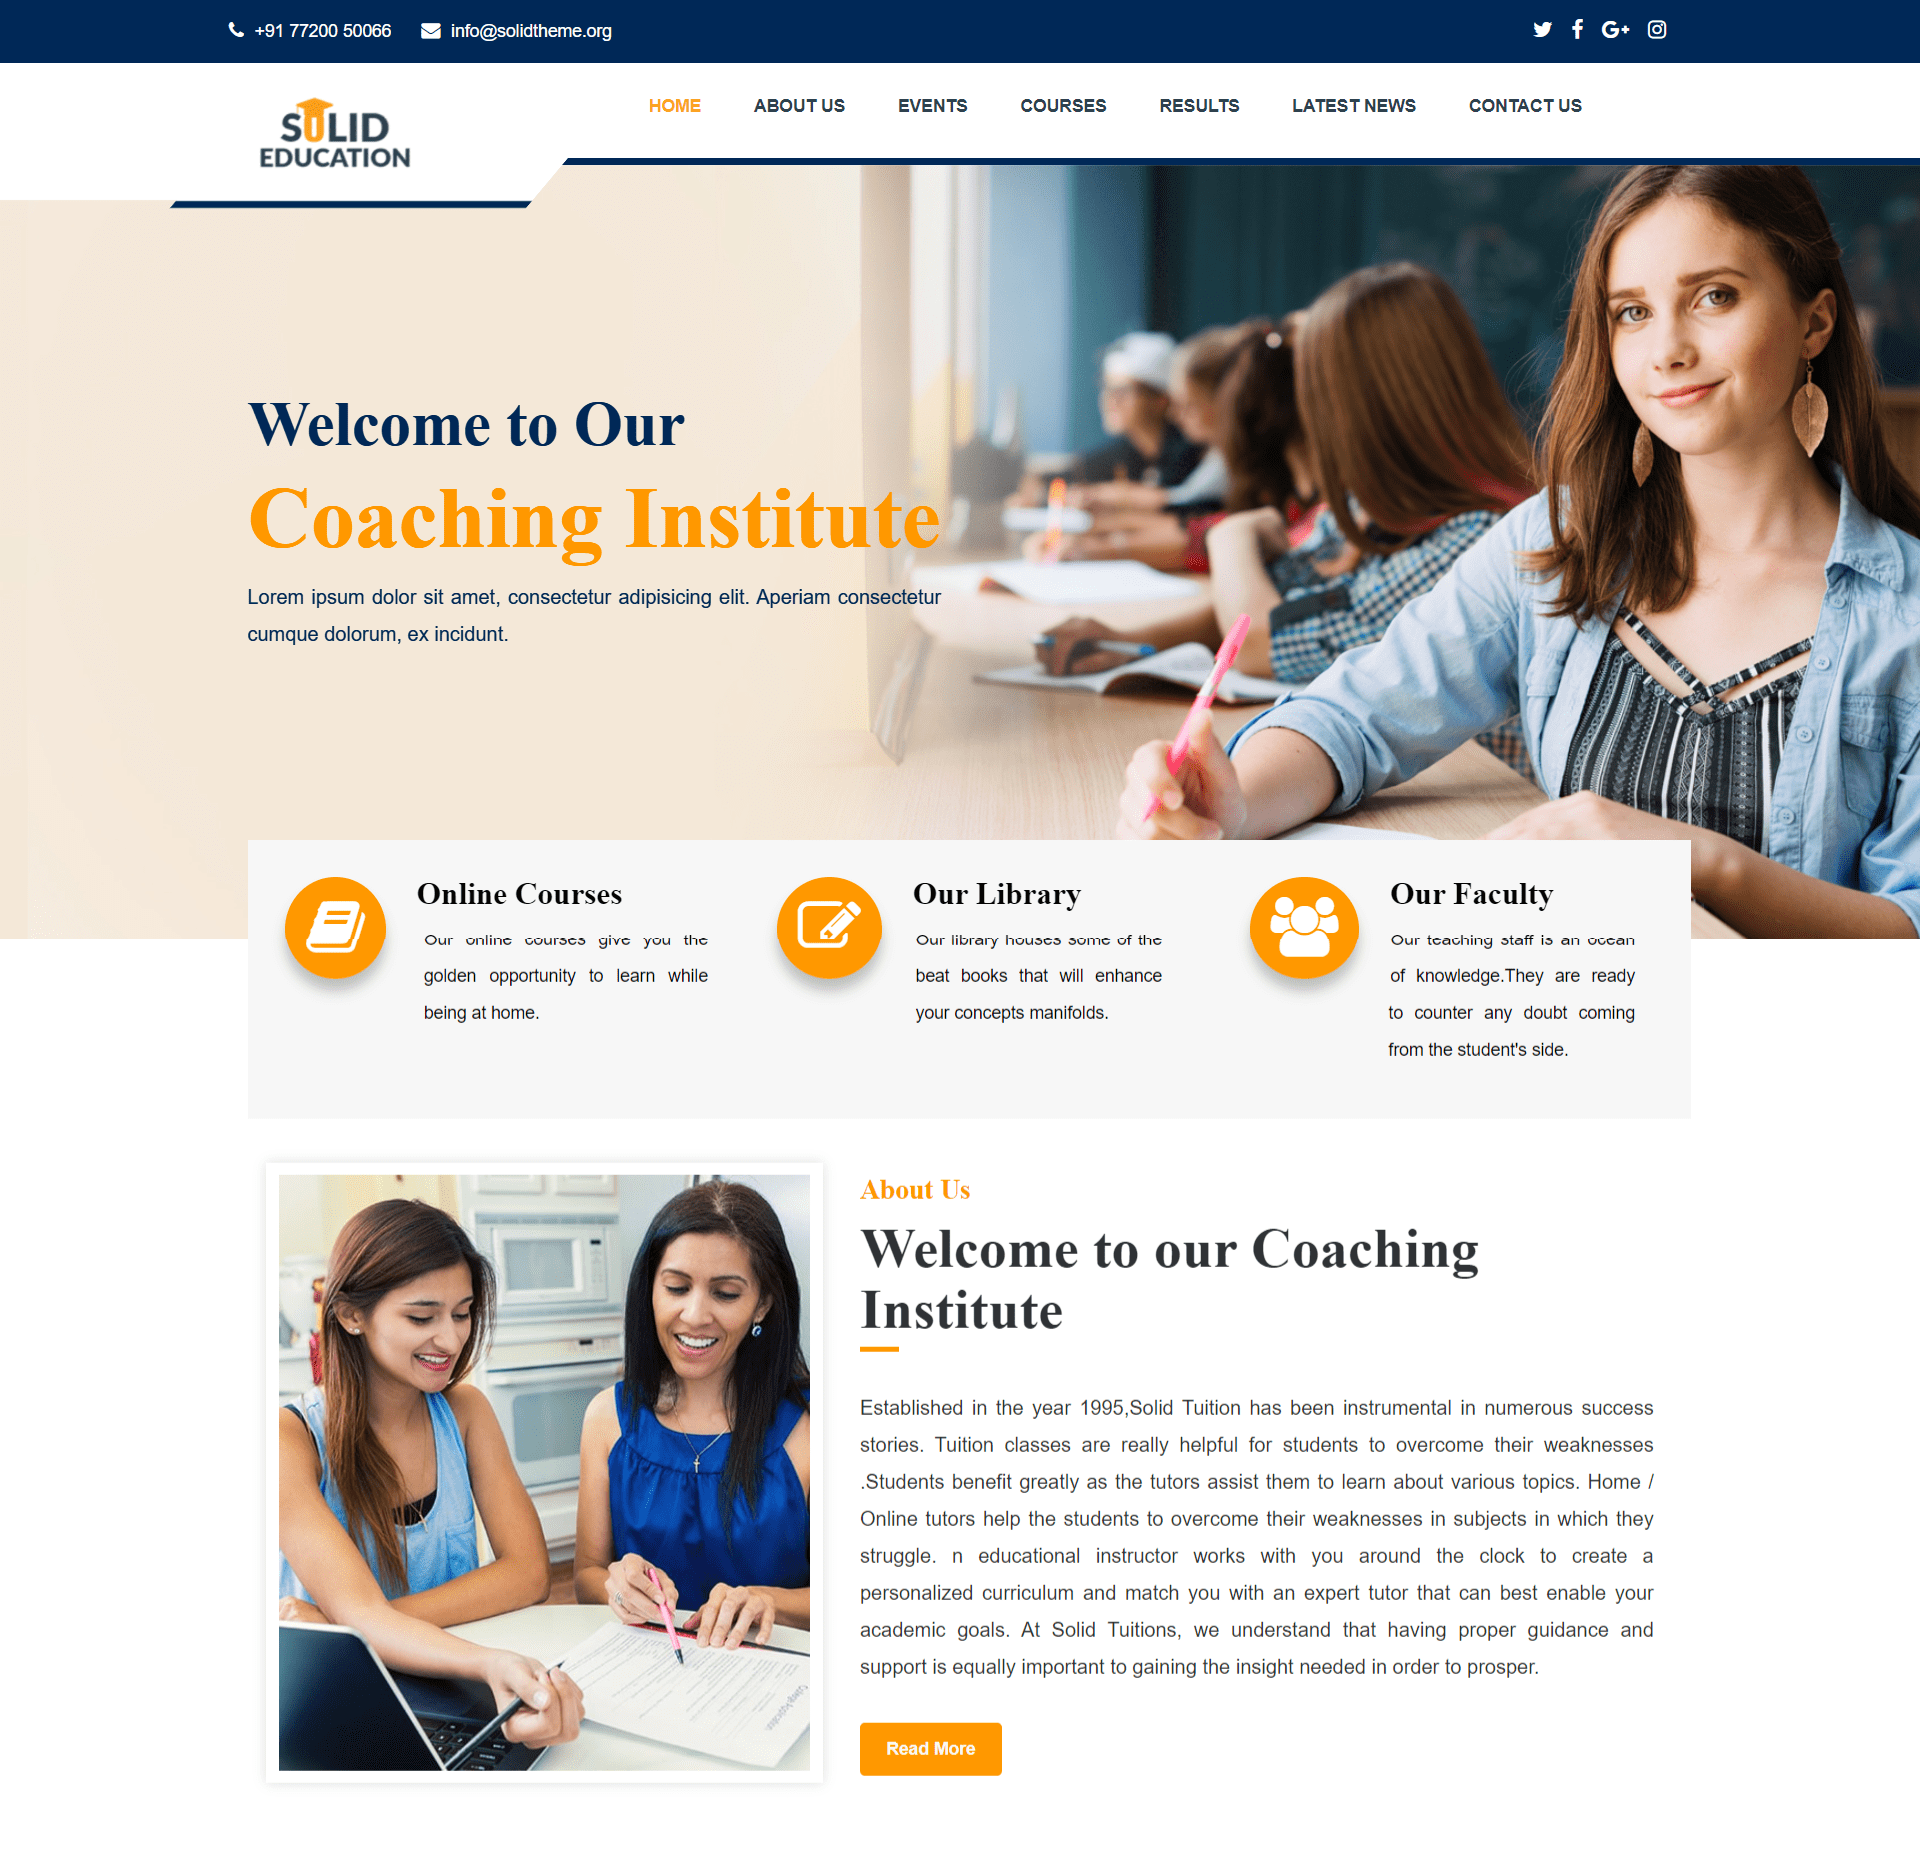 +91 77200 50066 info@solidtheme.org
SOLID
EDUCATION
HOME ABOUT US EVENTS COURSES RESULTS LATEST NEWS CONTACT US
Welcome to Our
Coaching Institute
Lorem ipsum dolor sit amet, consectetur adipisicing elit. Aperiam consectetur
cumque dolorum, ex incidunt.
Online Courses
Our online courses give you the
golden opportunity to learn while
being at home.
Our Library
Our library houses some of the
beat books that will enhance
your concepts manifolds.
Our Faculty
Our teaching staff is an ocean
of knowledge.They are ready
to counter any doubt coming
from the student's side.
About Us
Welcome to our Coaching
Institute
Established in the year 1995,Solid Tuition has been instrumental in numerous success
stories. Tuition classes are really helpful for students to overcome their weaknesses
.Students benefit greatly as the tutors assist them to learn about various topics. Home /
Online tutors help the students to overcome their weaknesses in subjects in which they
struggle. n educational instructor works with you around the clock to create a
personalized curriculum and match you with an expert tutor that can best enable your
academic goals. At Solid Tuitions, we understand that having proper guidance and
support is equally important to gaining the insight needed in order to prosper.
Read More
College Application